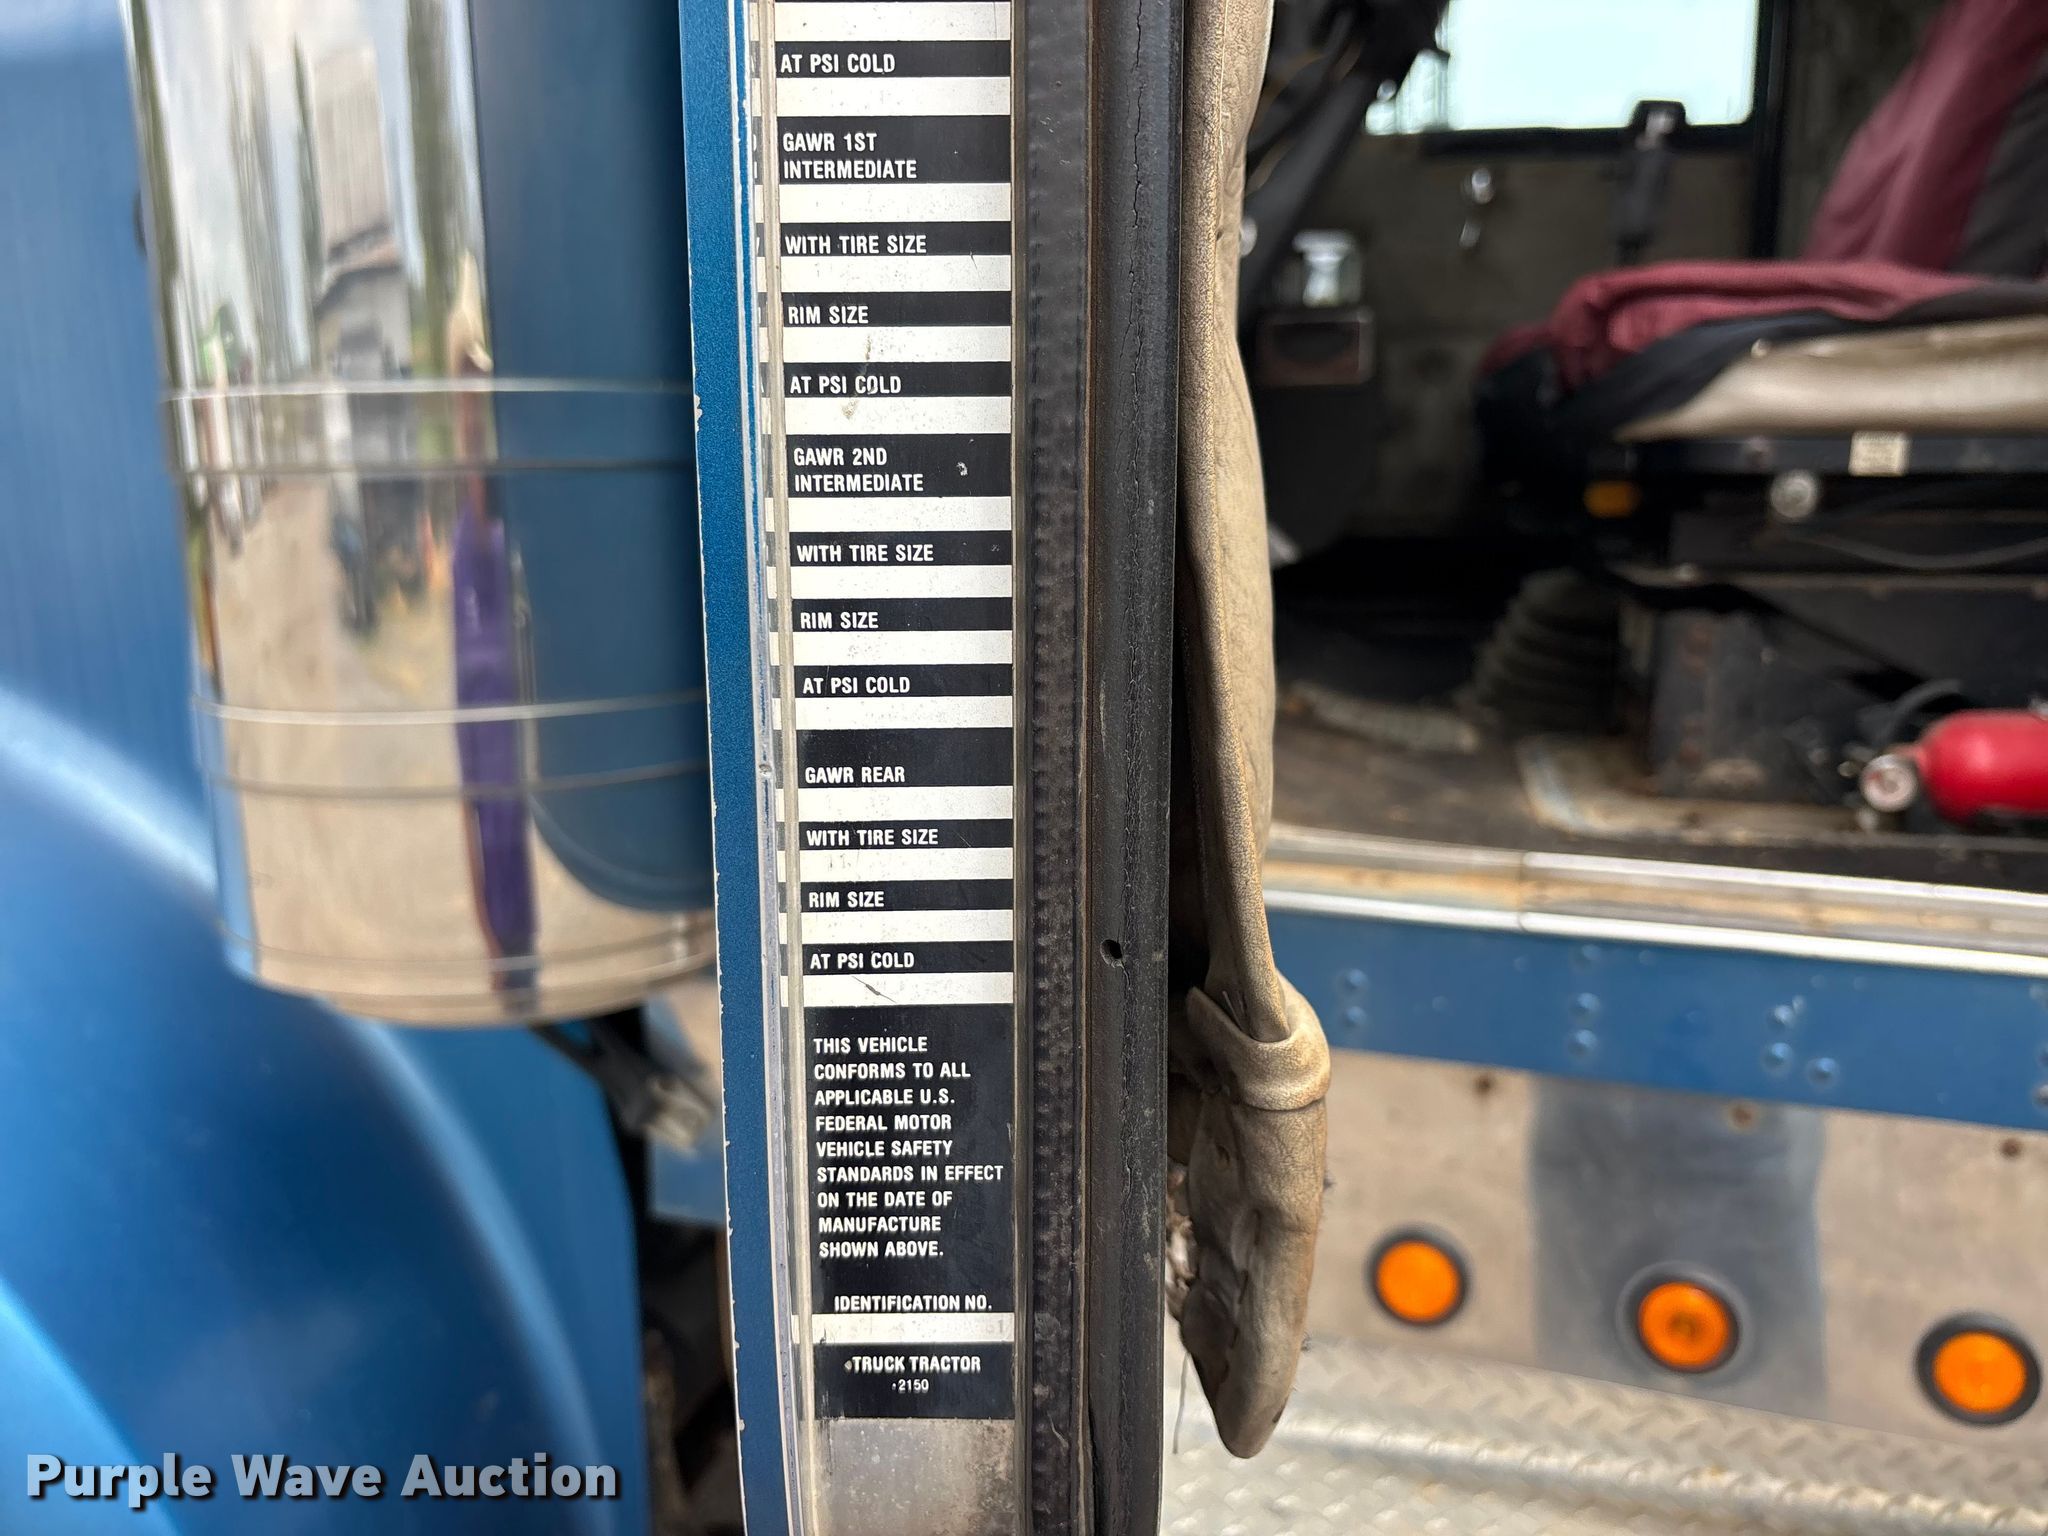 AT PSI COLD
GAWR 1ST
INTERMEDIATE
WITH TIRE SIZE
RIM SIZE
AT PSI COLD
GAWR 2ND
INTERMEDIATE
WITH TIRE SIZE
RIM SIZE
AT PSI COLD
GAWR REAR
WITH TIRE SIZE
RIM SIZE
AT PSI COLD
THIS VEHICLE
CONFORMS TO ALL
APPLICABLE U.S.
FEDERAL MOTOR
VEHICLE SAFETY
STANDARDS IN EFFECT
ON THE DATE OF
MANUFACTURE
SHOWN ABOVE.
IDENTIFICATION NO.
TRUCK TRACTOR
2150
Purple Wave Auction